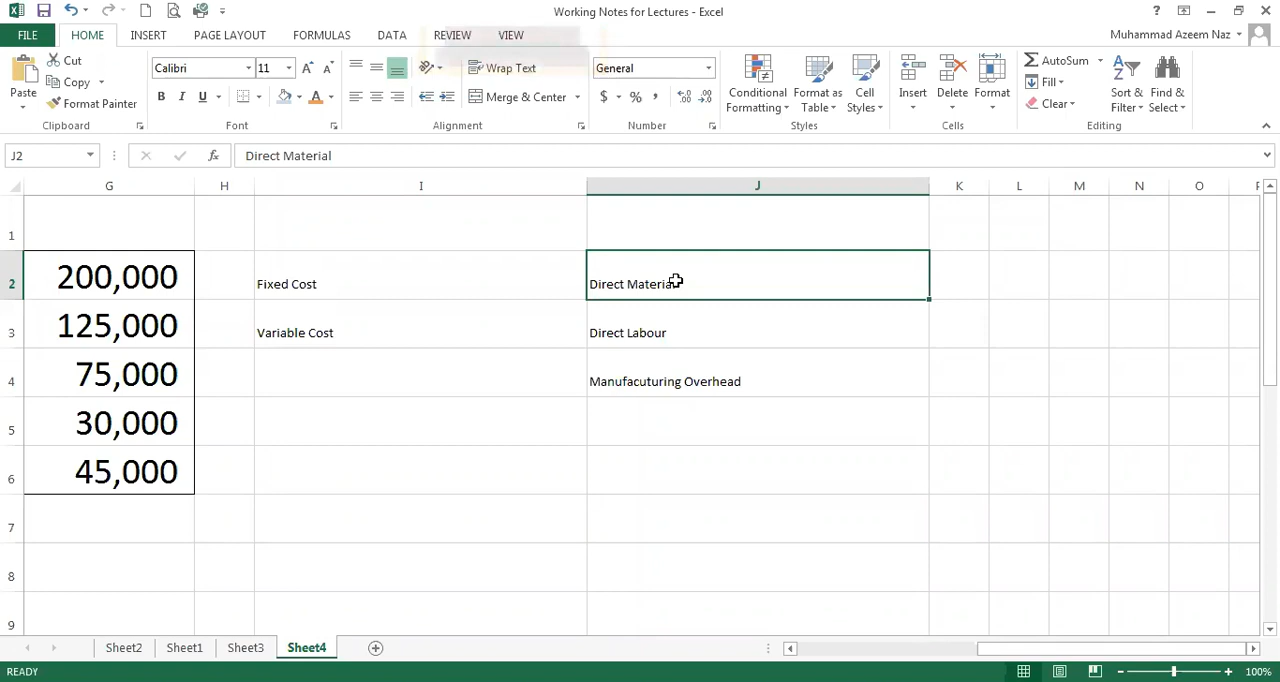 Working Notes for Lectures - Excel
?
FILE HOME INSERT PAGE LAYOUT FORMULAS DATA REVIEW VIEW Muhammad Azeem Naz
Paste
Cut
Copy
Format Painter
Clipboard
Calibri 11
B I U
Font
Wrap Text
Merge & Center
Alignment
General
$ % ,
Number
Conditional Formatting
Format as Table
Cell Styles
Styles
Insert Delete Format
Cells
AutoSum
Fill
Clear
Sort & Filter
Find & Select
Editing
J2 fx Direct Material
G H I J K L M N O
1
2 200,000 Fixed Cost Direct Material
3 125,000 Variable Cost Direct Labour
4 75,000 Manufacuturing Overhead
5 30,000
6 45,000
7
8
9
Sheet2 Sheet1 Sheet3 Sheet4
READY 100%